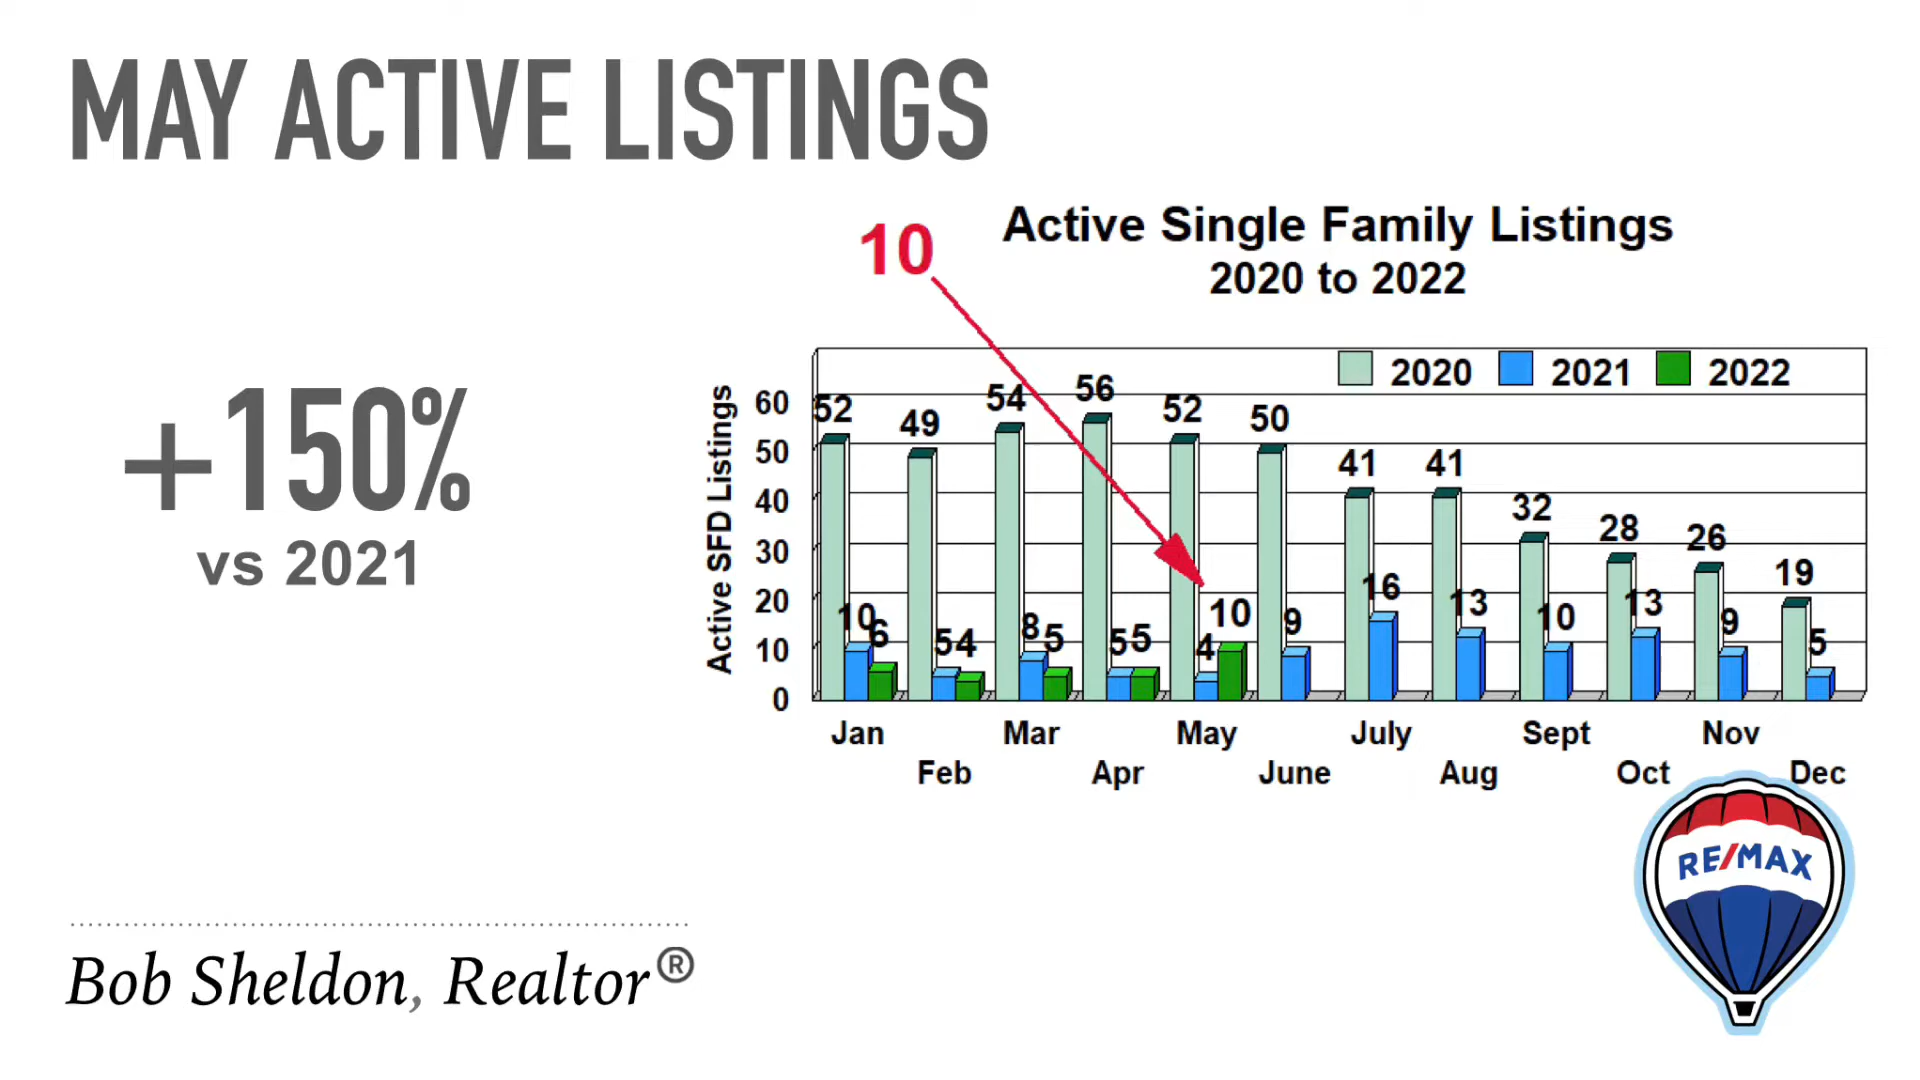 MAY ACTIVE LISTINGS
Active Single Family Listings
2020 to 2022
10
2020 2021 2022
+150%
vs 2021
Active SFD Listings
60
50
40
30
20
10
0
52 10 6
49 5 4
54 8 5
56 5 5
52 4 10
50 9
41 16
41 13
32 10
28 13
26 9
19 5
Jan Feb Mar Apr May June July Aug Sept Oct Nov Dec
RE/MAX
Bob Sheldon, Realtor®